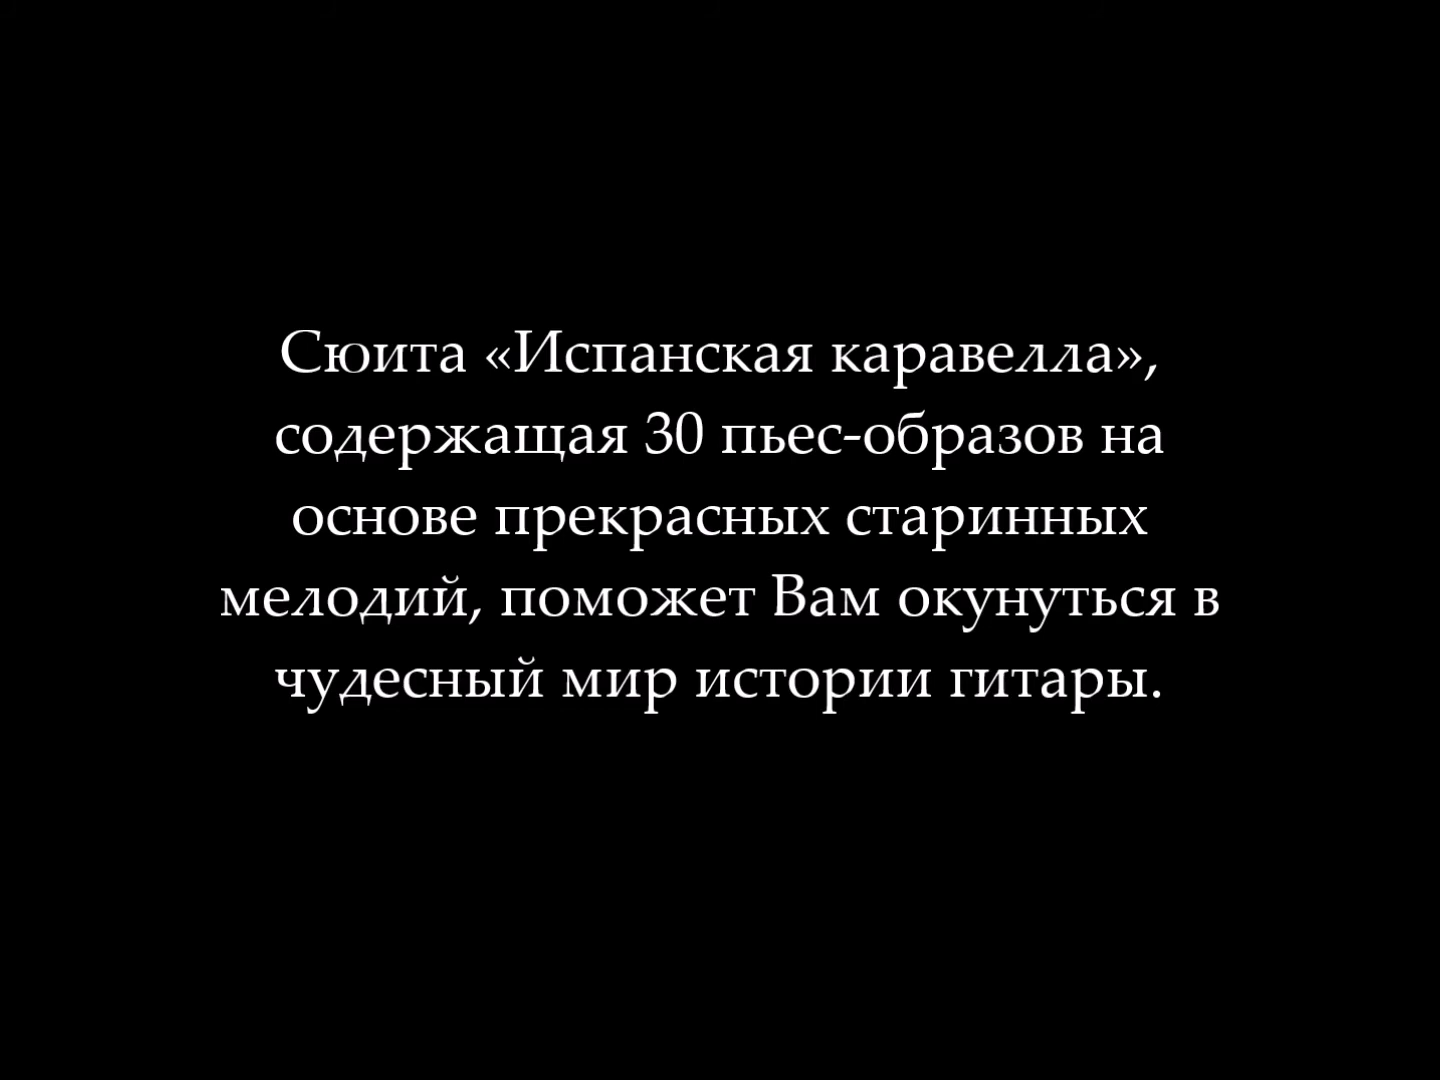 Сюита «Испанская каравелла»,
содержащая 30 пьес-образов на
основе прекрасных старинных
мелодий, поможет Вам окунуться в
чудесный мир истории гитары.